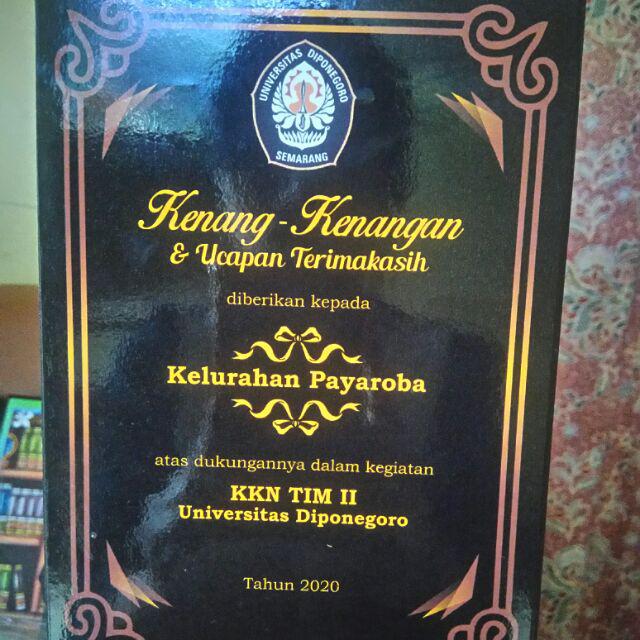 UNIVERSITAS DIPONEGORO
SEMARANG
Kenang - Kenangan
& Ucapan Terimakasih
diberikan kepada
Kelurahan Payaroba
atas dukungannya dalam kegiatan
KKN TIM II
Universitas Diponegoro
Tahun 2020